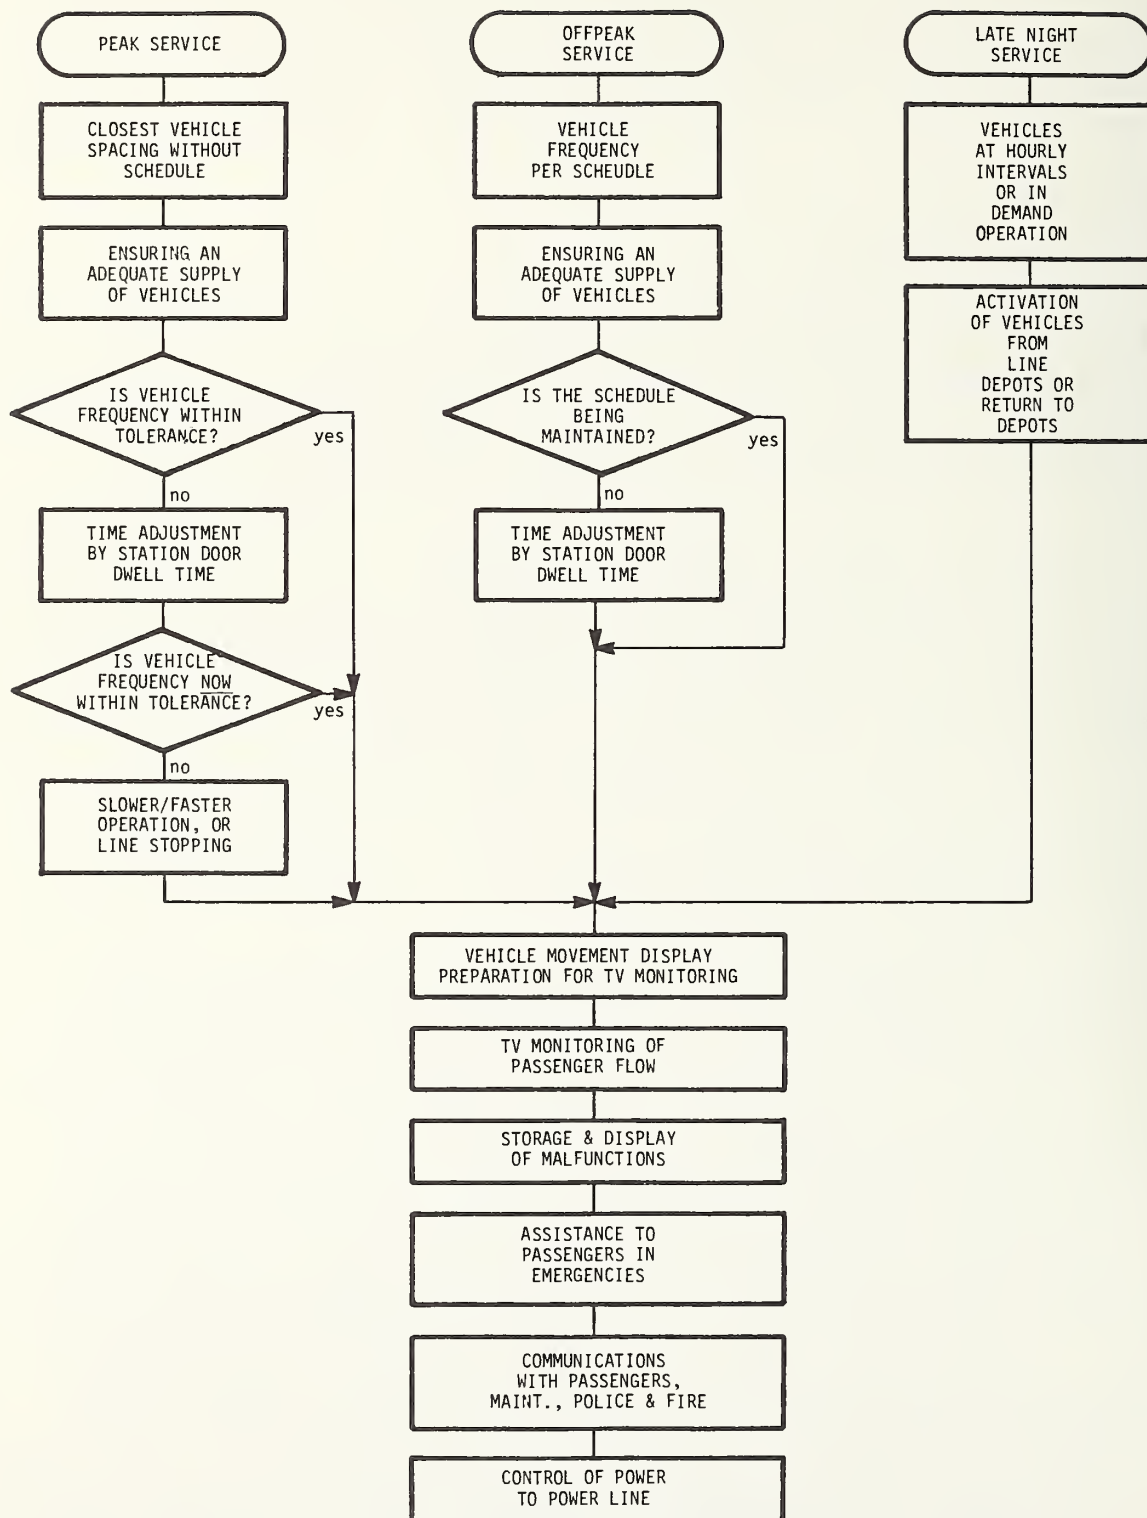 PEAK SERVICE
CLOSEST VEHICLE
SPACING WITHOUT
SCHEDULE
ENSURING AN
ADEQUATE SUPPLY
OF VEHICLES
IS VEHICLE
FREQUENCY WITHIN
TOLERANCE?
yes
no
TIME ADJUSTMENT
BY STATION DOOR
DWELL TIME
IS VEHICLE
FREQUENCY NOW
WITHIN TOLERANCE?
yes
no
SLOWER/FASTER
OPERATION, OR
LINE STOPPING
OFFPEAK
SERVICE
VEHICLE
FREQUENCY
PER SCHEUDLE
ENSURING AN
ADEQUATE SUPPLY
OF VEHICLES
IS THE SCHEDULE
BEING
MAINTAINED?
yes
no
TIME ADJUSTMENT
BY STATION DOOR
DWELL TIME
LATE NIGHT
SERVICE
VEHICLES
AT HOURLY
INTERVALS
OR IN
DEMAND
OPERATION
ACTIVATION
OF VEHICLES
FROM
LINE
DEPOTS OR
RETURN TO
DEPOTS
VEHICLE MOVEMENT DISPLAY
PREPARATION FOR TV MONITORING
TV MONITORING OF
PASSENGER FLOW
STORAGE & DISPLAY
OF MALFUNCTIONS
ASSISTANCE TO
PASSENGERS IN
EMERGENCIES
COMMUNICATIONS
WITH PASSENGERS,
MAINT., POLICE & FIRE
CONTROL OF POWER
TO POWER LINE